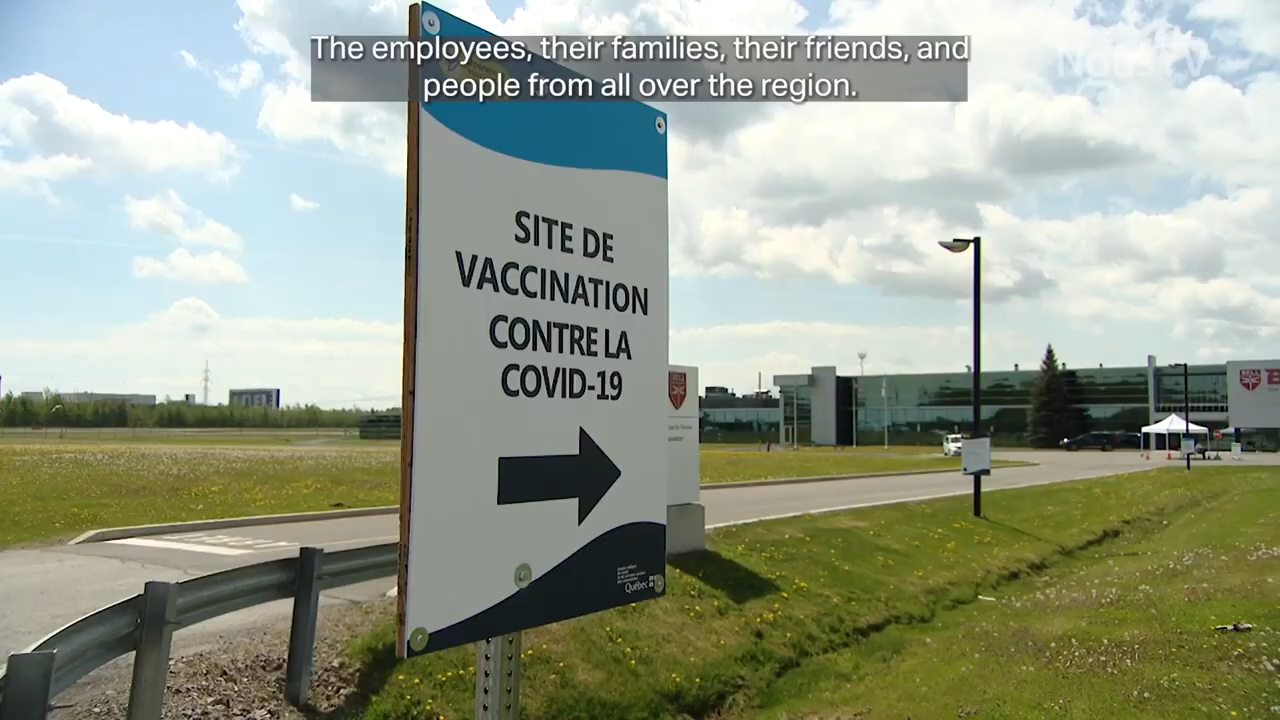 The employees, their families, their friends, and
people from all over the region.
SITE DE
VACCINATION
CONTRE LA
COVID-19
Québec
BELL